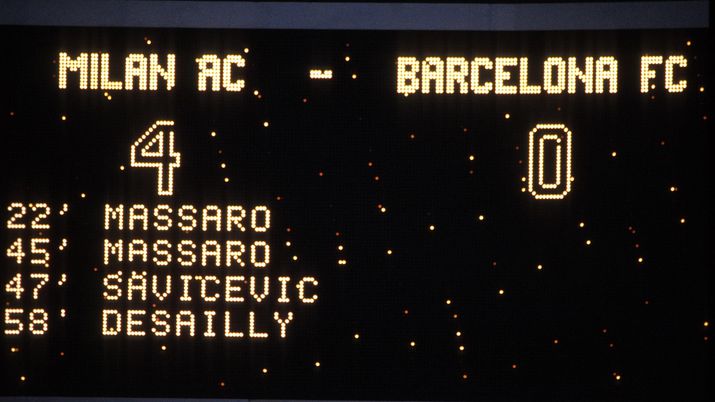 MILAN AC - BARCELONA FC
4 0
22' MASSARO
45' MASSARO
47' SAVICEVIC
58' DESAILLY